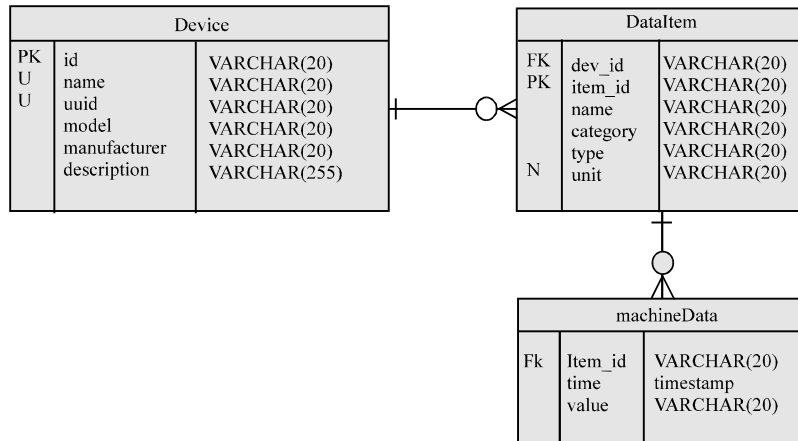 Device
PK id VARCHAR(20)
U name VARCHAR(20)
U uuid VARCHAR(20)
model VARCHAR(20)
manufacturer VARCHAR(20)
description VARCHAR(255)
DataItem
FK dev_id VARCHAR(20)
PK item_id VARCHAR(20)
name VARCHAR(20)
category VARCHAR(20)
type VARCHAR(20)
N unit VARCHAR(20)
machineData
Fk Item_id VARCHAR(20)
time timestamp
value VARCHAR(20)